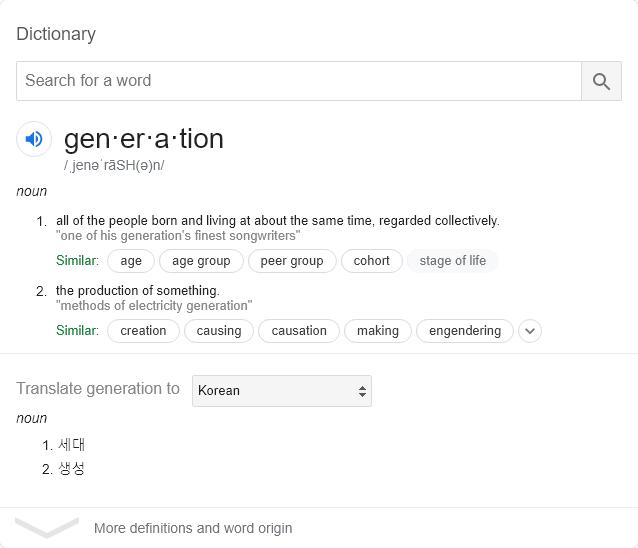 Dictionary
Search for a word
gen·er·a·tion
/ˌjenəˈrāSH(ə)n/
noun
1. all of the people born and living at about the same time, regarded collectively.
"one of his generation's finest songwriters"
Similar: age age group peer group cohort stage of life
2. the production of something.
"methods of electricity generation"
Similar: creation causing causation making engendering
Translate generation to Korean
noun
1. 세대
2. 생성
More definitions and word origin